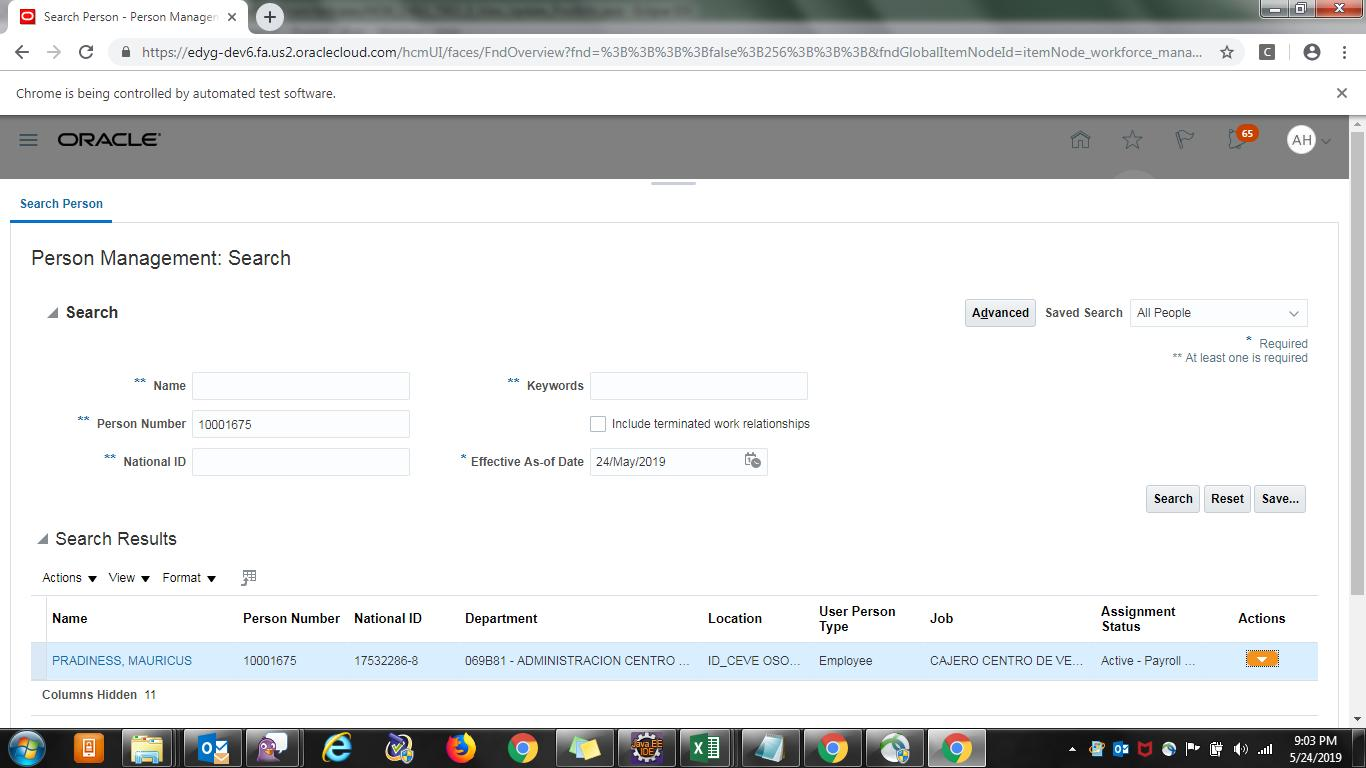 Search Person - Person Managen
https://edyg-dev6.fa.us2.oraclecloud.com/hcmUI/faces/FndOverview?fnd=%3B%3B%3B%3Bfalse%3B256%3B%3B%3B&fndGlobalItemNodeId=itemNode_workforce_mana...
C
Chrome is being controlled by automated test software.
ORACLE
65
AH
Search Person
Person Management: Search
Search
Advanced Saved Search All People
* Required
** At least one is required
** Name ** Keywords
** Person Number 10001675 Include terminated work relationships
** National ID * Effective As-of Date 24/May/2019
Search Reset Save...
Search Results
Actions View Format
Name Person Number National ID Department Location User Person Type Job Assignment Status Actions
PRADINESS, MAURICUS 10001675 17532286-8 069B81 - ADMINISTRACION CENTRO ... ID_CEVE OSO... Employee CAJERO CENTRO DE VE... Active - Payroll ...
Columns Hidden 11
Java EE
IDE
9:03 PM
5/24/2019